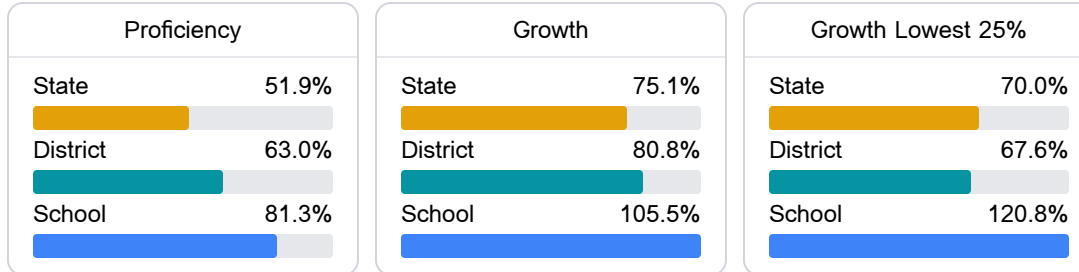 Proficiency
State 51.9%
District 63.0%
School 81.3%
Growth
State 75.1%
District 80.8%
School 105.5%
Growth Lowest 25%
State 70.0%
District 67.6%
School 120.8%